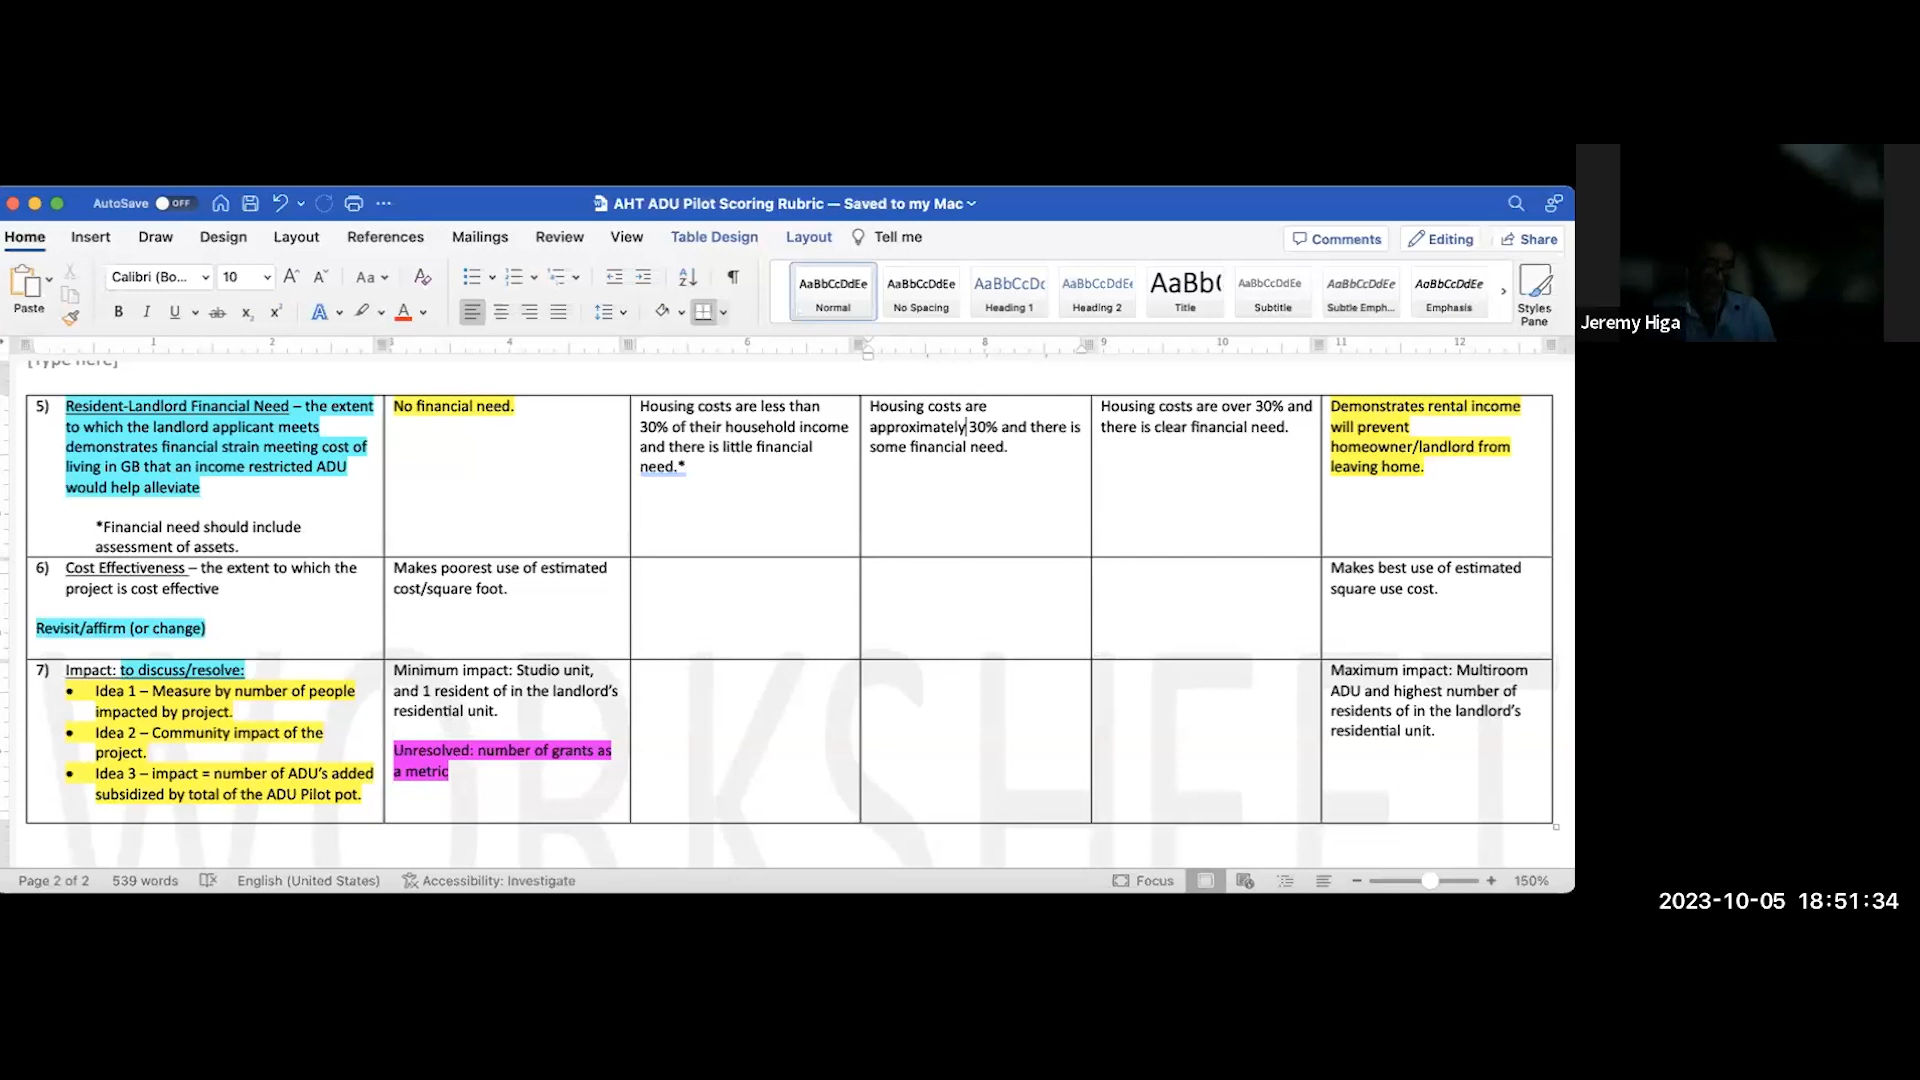 AutoSave OFF
AHT ADU Pilot Scoring Rubric — Saved to my Mac
Home Insert Draw Design Layout References Mailings Review View Table Design Layout Tell me Comments Editing Share
Calibri (Bo... 10 Aa
Paste
AaBbCcDdEe AaBbCcDdEe AaBbCcDc AaBbCcDdEe AaBb( AaBbCcDdEe AaBbCcDdEe AaBbCcDdEe
Normal No Spacing Heading 1 Heading 2 Title Subtitle Subtle Emph... Emphasis
Styles
Pane
1 2 3 4 6 8 9 10 11 12
[Type here]
5) Resident-Landlord Financial Need – the extent
to which the landlord applicant meets
demonstrates financial strain meeting cost of
living in GB that an income restricted ADU
would help alleviate
*Financial need should include
assessment of assets.
No financial need.
Housing costs are less than
30% of their household income
and there is little financial
need.*
Housing costs are
approximately 30% and there is
some financial need.
Housing costs are over 30% and
there is clear financial need.
Demonstrates rental income
will prevent
homeowner/landlord from
leaving home.
6) Cost Effectiveness – the extent to which the
project is cost effective
Revisit/affirm (or change)
Makes poorest use of estimated
cost/square foot.
Makes best use of estimated
square use cost.
7) Impact: to discuss/resolve:
• Idea 1 – Measure by number of people
impacted by project.
• Idea 2 – Community impact of the
project.
• Idea 3 – impact = number of ADU's added
subsidized by total of the ADU Pilot pot.
Minimum impact: Studio unit,
and 1 resident of in the landlord's
residential unit.
Unresolved: number of grants as
a metric
Maximum impact: Multiroom
ADU and highest number of
residents of in the landlord's
residential unit.
WORKSHEET
Page 2 of 2 539 words English (United States) Accessibility: Investigate Focus 150%
Jeremy Higa
2023-10-05 18:51:34